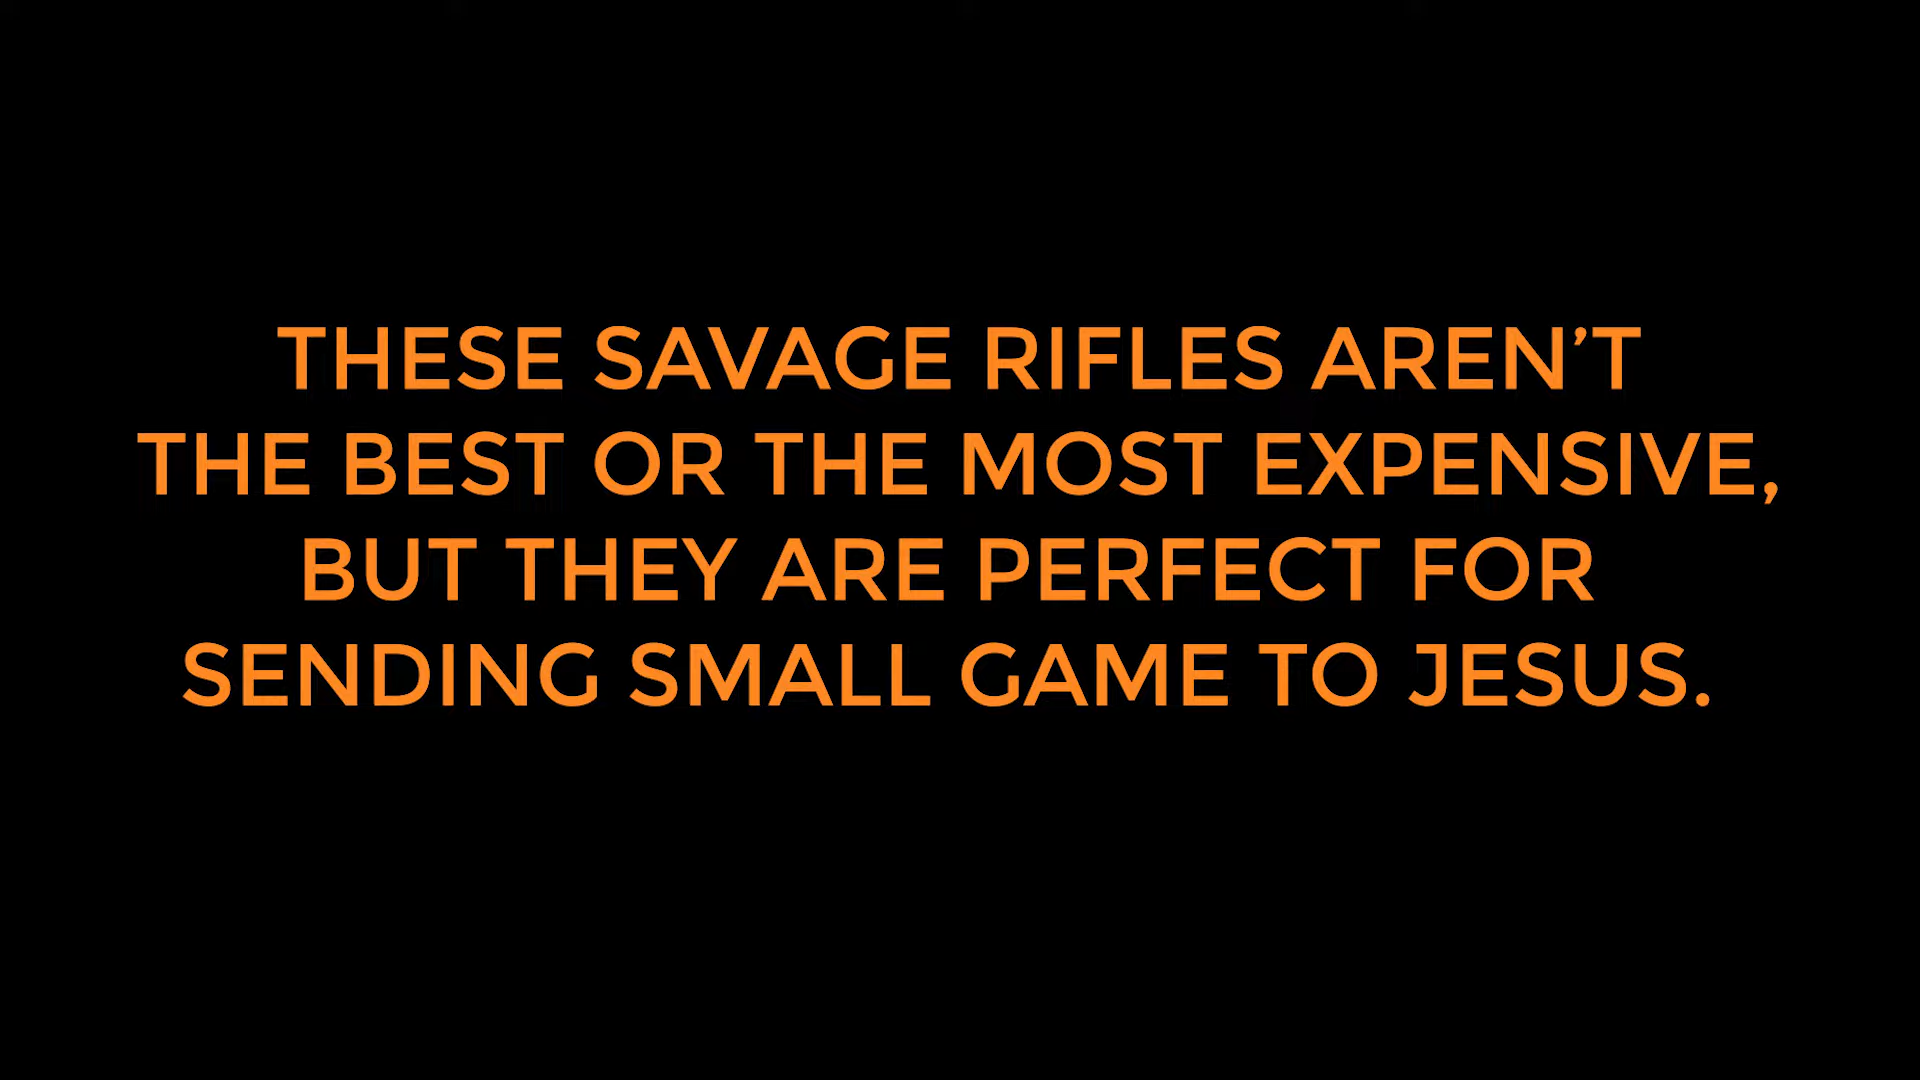 THESE SAVAGE RIFLES AREN’T
THE BEST OR THE MOST EXPENSIVE,
BUT THEY ARE PERFECT FOR
SENDING SMALL GAME TO JESUS.